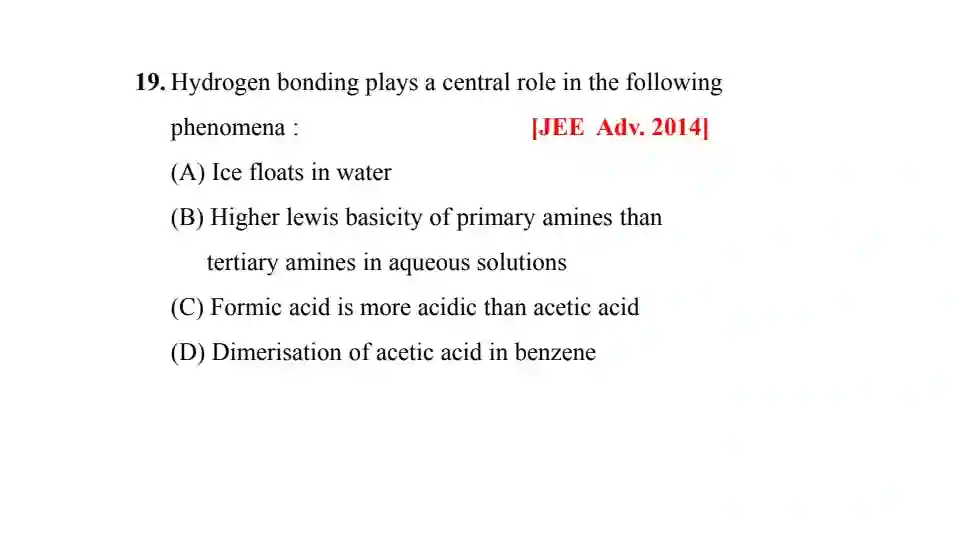 19. Hydrogen bonding plays a central role in the following
phenomena : [JEE Adv. 2014]
(A) Ice floats in water
(B) Higher lewis basicity of primary amines than
tertiary amines in aqueous solutions
(C) Formic acid is more acidic than acetic acid
(D) Dimerisation of acetic acid in benzene